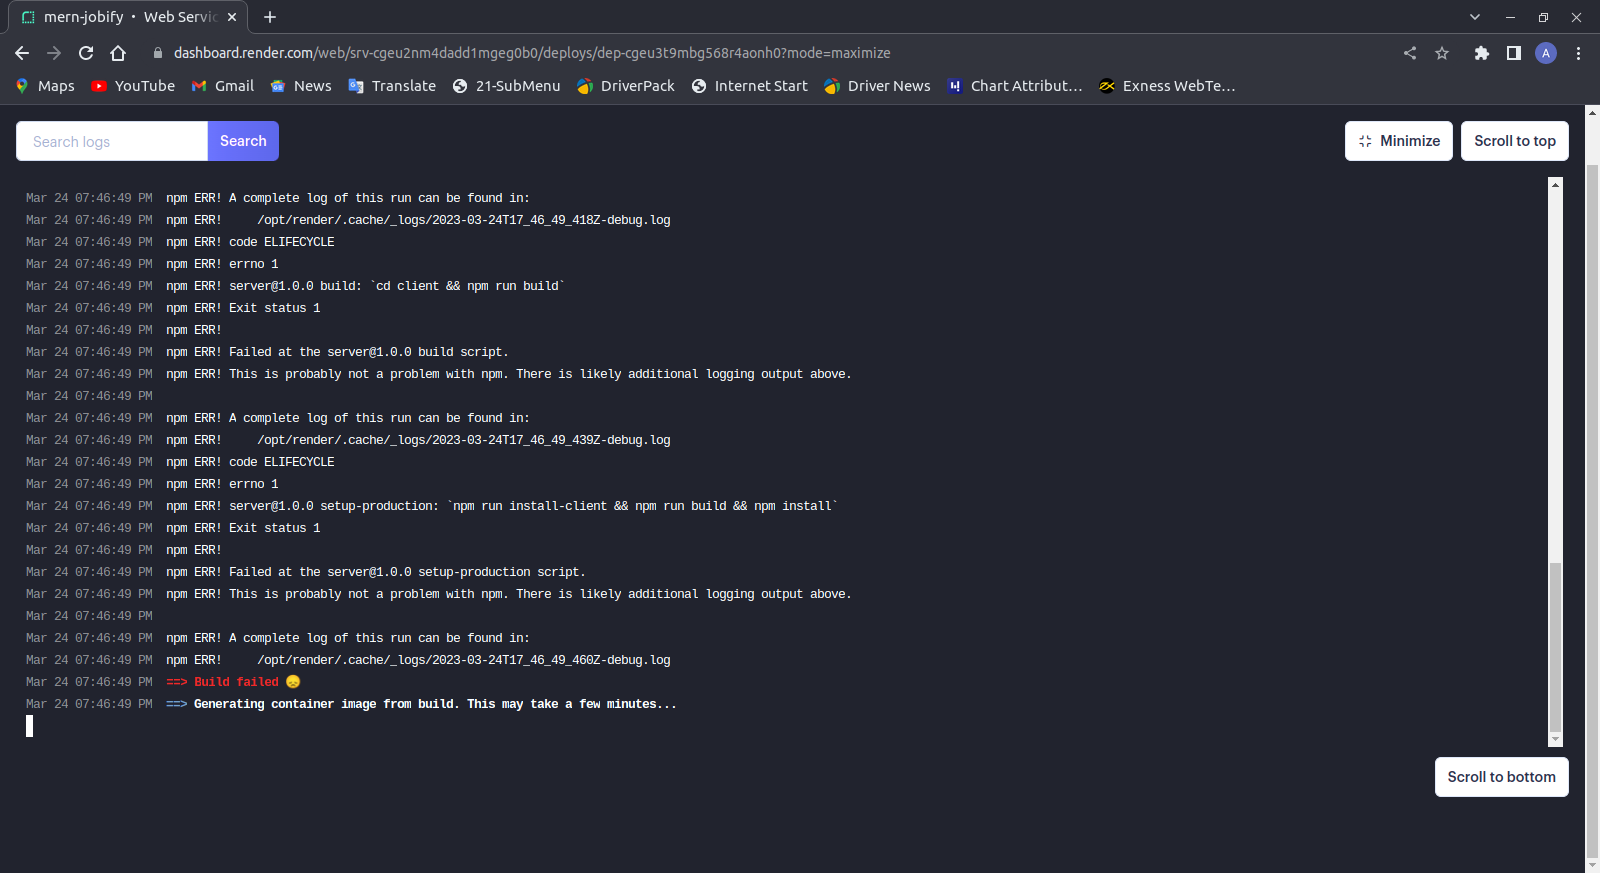 mern-jobify • Web Servic
dashboard.render.com/web/srv-cgeu2nm4dadd1mgeg0b0/deploys/dep-cgeu3t9mbg568r4aonh0?mode=maximize
A
Maps YouTube Gmail News Translate 21-SubMenu DriverPack Internet Start Driver News Chart Attribut… Exness WebTe…
Search logs Search Minimize Scroll to top
Mar 24 07:46:49 PM npm ERR! A complete log of this run can be found in:
Mar 24 07:46:49 PM npm ERR!     /opt/render/.cache/_logs/2023-03-24T17_46_49_418Z-debug.log
Mar 24 07:46:49 PM npm ERR! code ELIFECYCLE
Mar 24 07:46:49 PM npm ERR! errno 1
Mar 24 07:46:49 PM npm ERR! server@1.0.0 build: `cd client && npm run build`
Mar 24 07:46:49 PM npm ERR! Exit status 1
Mar 24 07:46:49 PM npm ERR!
Mar 24 07:46:49 PM npm ERR! Failed at the server@1.0.0 build script.
Mar 24 07:46:49 PM npm ERR! This is probably not a problem with npm. There is likely additional logging output above.
Mar 24 07:46:49 PM
Mar 24 07:46:49 PM npm ERR! A complete log of this run can be found in:
Mar 24 07:46:49 PM npm ERR!     /opt/render/.cache/_logs/2023-03-24T17_46_49_439Z-debug.log
Mar 24 07:46:49 PM npm ERR! code ELIFECYCLE
Mar 24 07:46:49 PM npm ERR! errno 1
Mar 24 07:46:49 PM npm ERR! server@1.0.0 setup-production: `npm run install-client && npm run build && npm install`
Mar 24 07:46:49 PM npm ERR! Exit status 1
Mar 24 07:46:49 PM npm ERR!
Mar 24 07:46:49 PM npm ERR! Failed at the server@1.0.0 setup-production script.
Mar 24 07:46:49 PM npm ERR! This is probably not a problem with npm. There is likely additional logging output above.
Mar 24 07:46:49 PM
Mar 24 07:46:49 PM npm ERR! A complete log of this run can be found in:
Mar 24 07:46:49 PM npm ERR!     /opt/render/.cache/_logs/2023-03-24T17_46_49_460Z-debug.log
Mar 24 07:46:49 PM ==> Build failed 😞
Mar 24 07:46:49 PM ==> Generating container image from build. This may take a few minutes...
Scroll to bottom